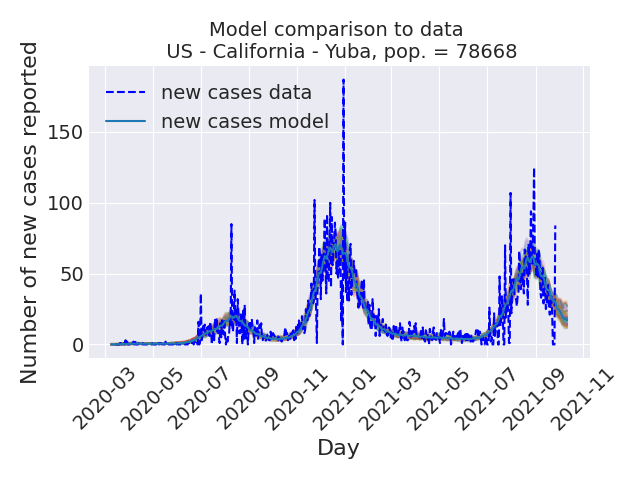 Model comparison to data
US - California - Yuba, pop. = 78668
Number of new cases reported
new cases data
new cases model
150
100
50
0
2020-03
2020-05
2020-07
2020-09
2020-11
2021-01
2021-03
2021-05
2021-07
2021-09
2021-11
Day